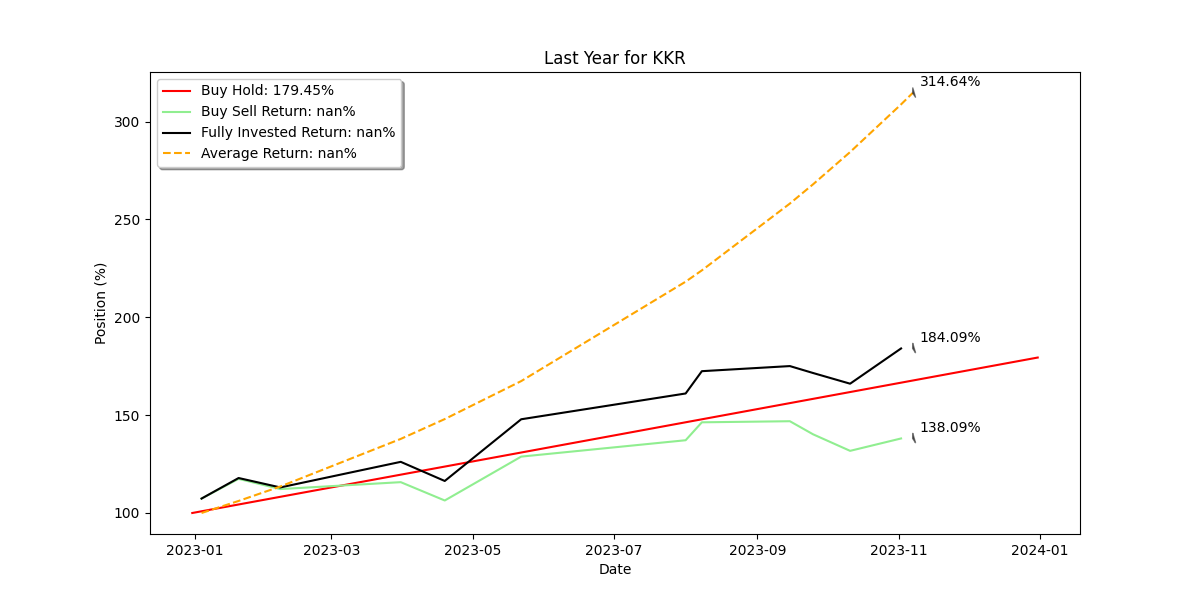 Last Year for KKR
Buy Hold: 179.45%
Buy Sell Return: nan%
Fully Invested Return: nan%
Average Return: nan%
314.64%
184.09%
138.09%
Position (%)
300
250
200
150
100
2023-01 2023-03 2023-05 2023-07 2023-09 2023-11 2024-01
Date